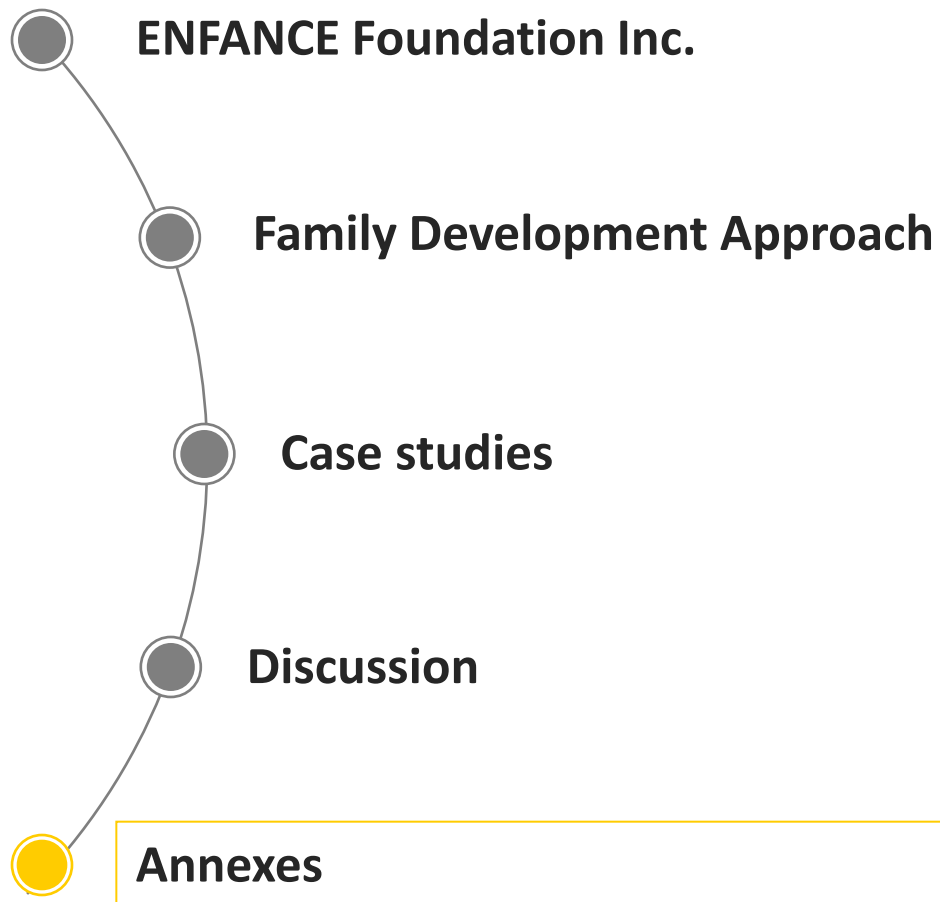 ENFANCE Foundation Inc.
Family Development Approach
Case studies
Discussion
Annexes